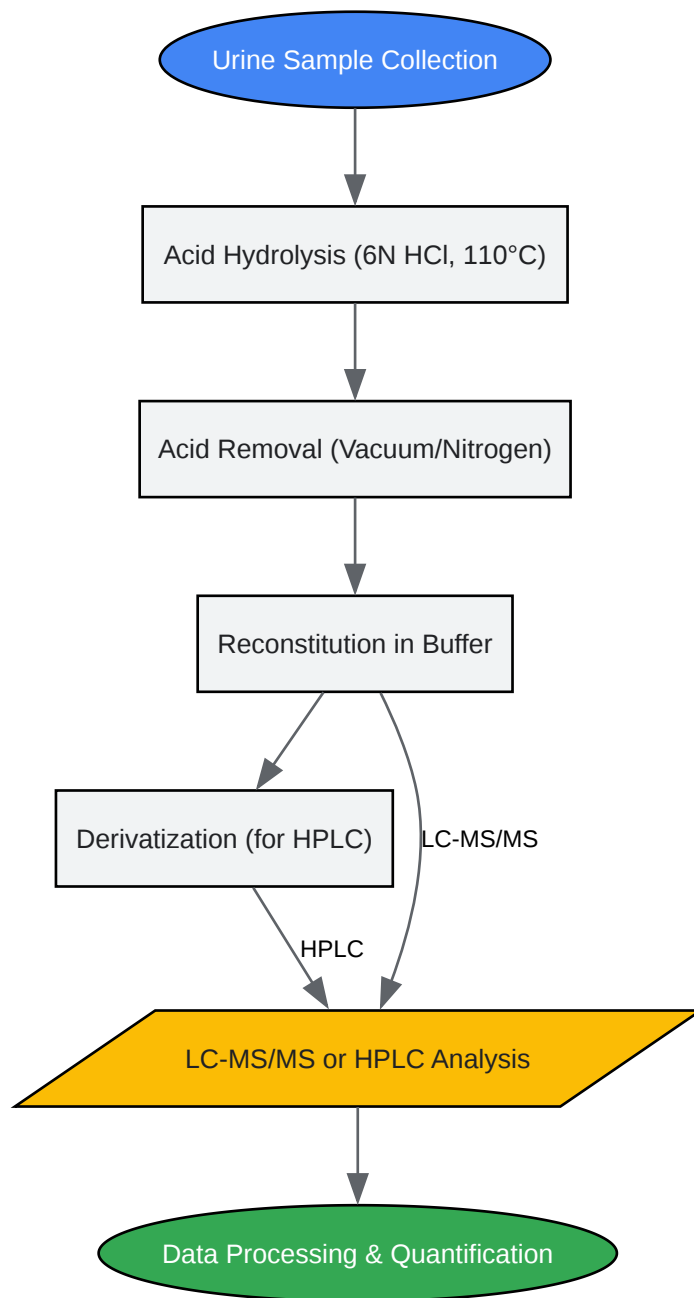 Urine Sample Collection
Acid Hydrolysis (6N HCl, 110°C)
Acid Removal (Vacuum/Nitrogen)
Reconstitution in Buffer
Derivatization (for HPLC)
LC-MS/MS
HPLC
LC-MS/MS or HPLC Analysis
Data Processing & Quantification